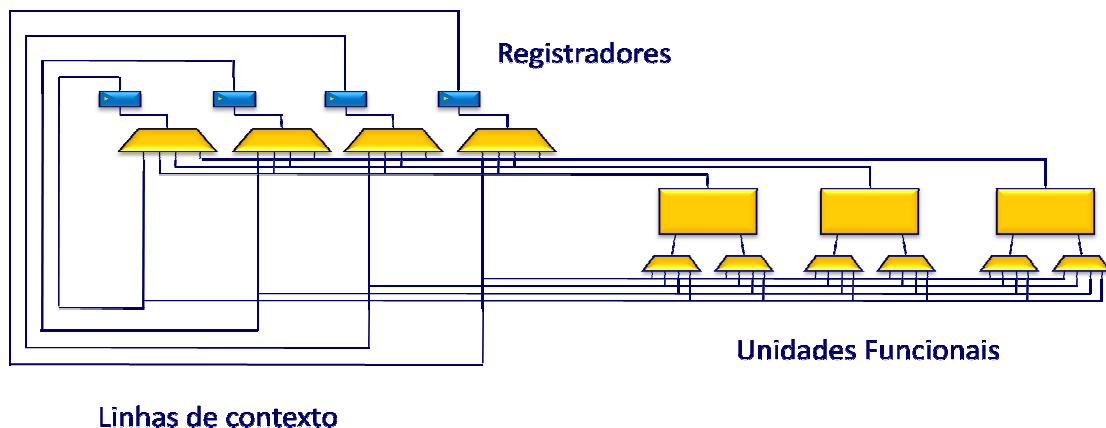 Registradores
Unidades Funcionais
Linhas de contexto